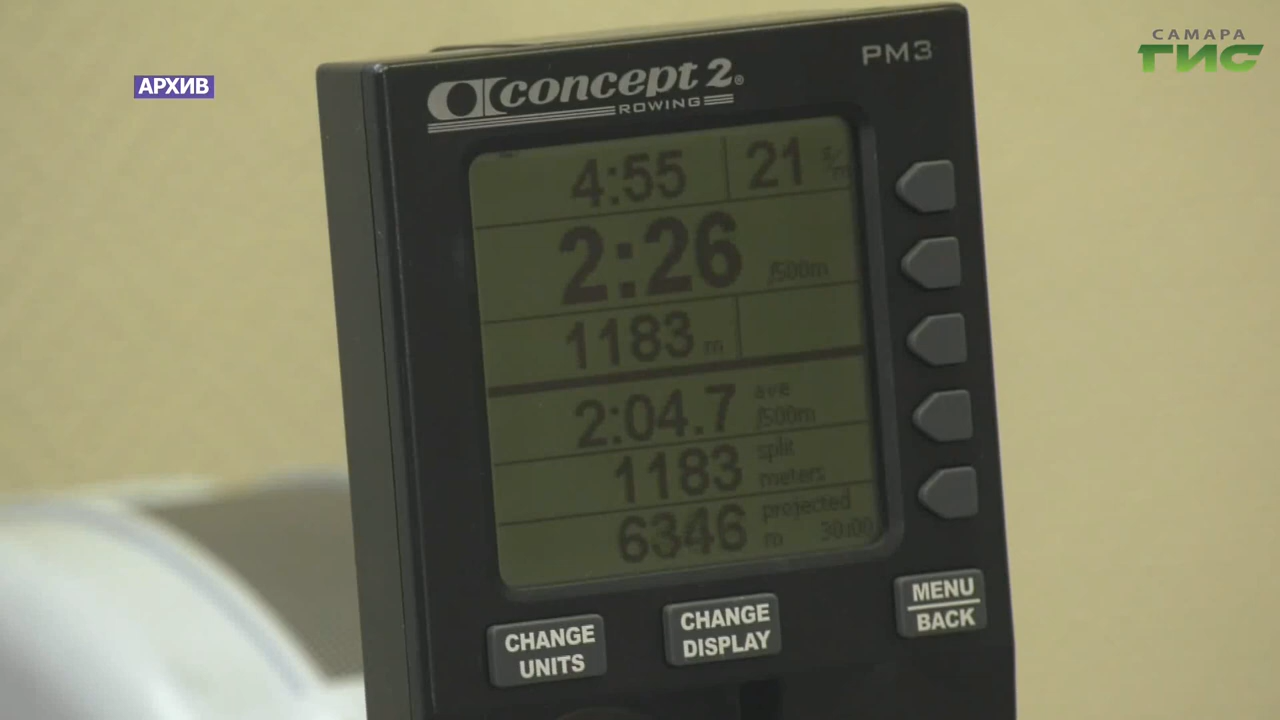 САМАРА
ГИС
АРХИВ
concept 2®
ROWING
PM3
4:55 21 s/m
2:26 /500m
1183 m
2:04.7 ave /500m
1183 split meters
6346 m projected 30:00
CHANGE UNITS
CHANGE DISPLAY
MENU BACK